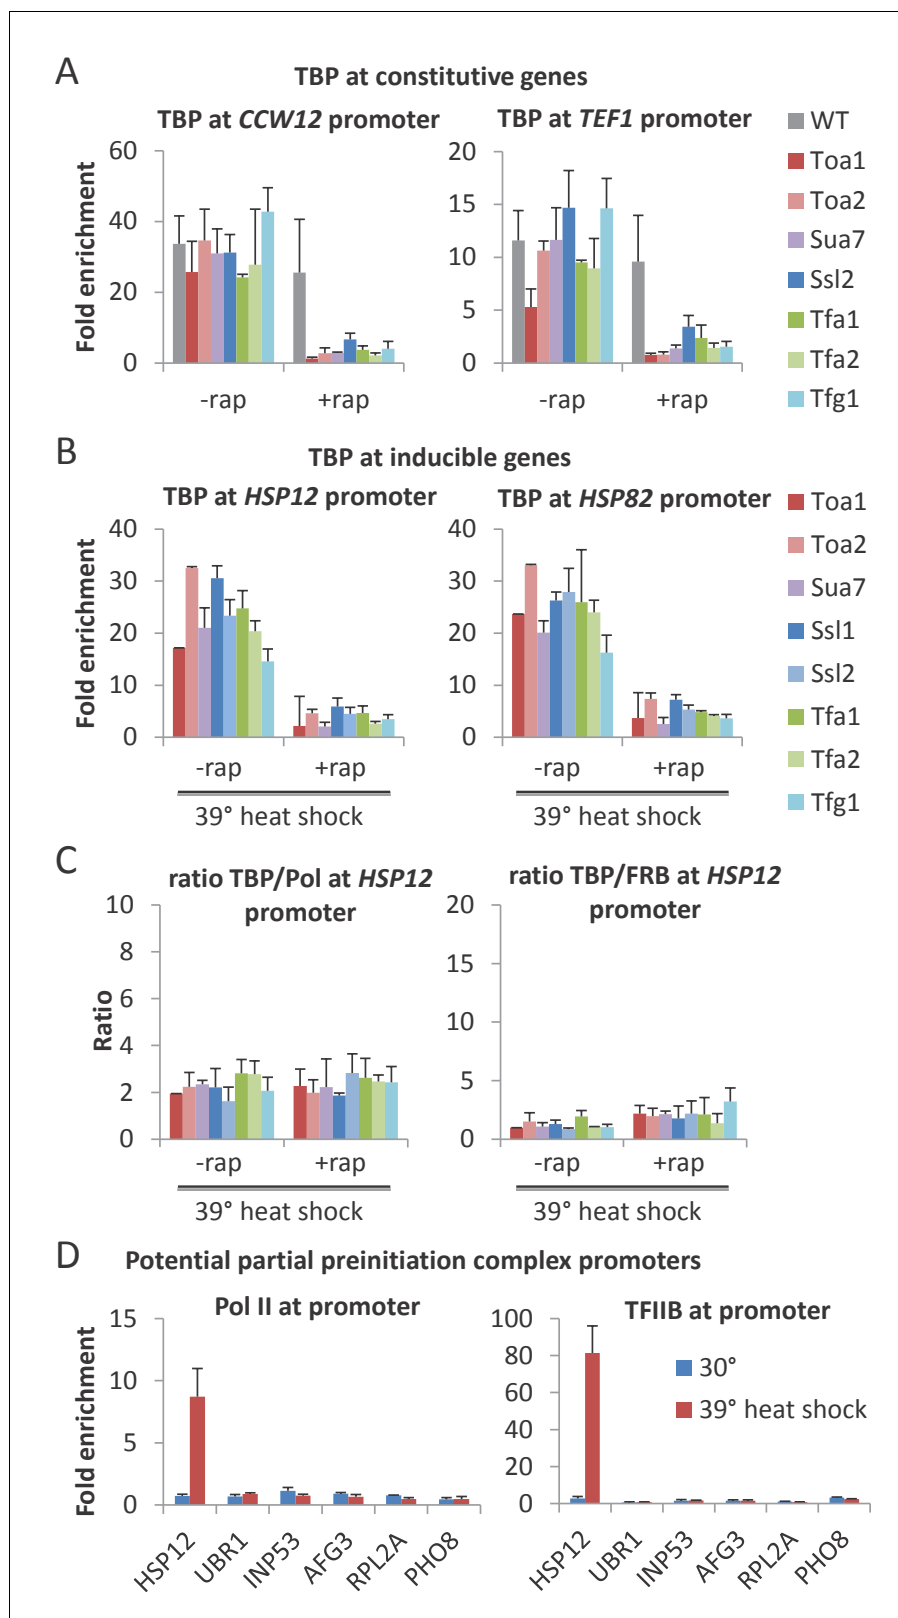 A
TBP at constitutive genes
TBP at CCW12 promoter
TBP at TEF1 promoter
Fold enrichment
60
40
20
0
-rap
+rap
20
15
10
5
0
-rap
+rap
WT
Toa1
Toa2
Sua7
Ssl2
Tfa1
Tfa2
Tfg1
B
TBP at inducible genes
TBP at HSP12 promoter
TBP at HSP82 promoter
Fold enrichment
40
30
20
10
0
-rap
+rap
39° heat shock
40
30
20
10
0
-rap
+rap
39° heat shock
Toa1
Toa2
Sua7
Ssl1
Ssl2
Tfa1
Tfa2
Tfg1
C
ratio TBP/Pol at HSP12
promoter
ratio TBP/FRB at HSP12
promoter
Ratio
10
8
6
4
2
0
-rap
+rap
39° heat shock
20
15
10
5
0
-rap
+rap
39° heat shock
D
Potential partial preinitiation complex promoters
Pol II at promoter
TFIIB at promoter
Fold enrichment
15
10
5
0
HSP12
UBR1
INP53
AFG3
RPL2A
PHO8
100
80
60
40
20
0
30°
39° heat shock
HSP12
UBR1
INP53
AFG3
RPL2A
PHO8